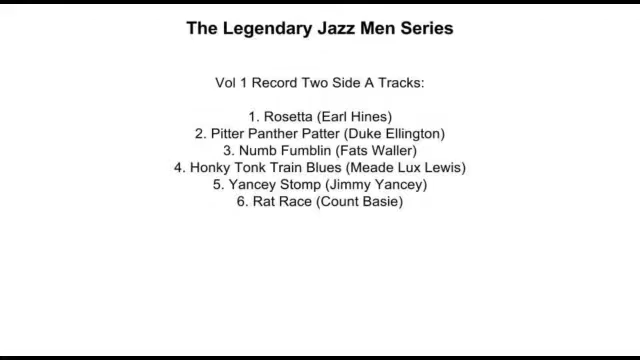 The Legendary Jazz Men Series
Vol 1 Record Two Side A Tracks:
1. Rosetta (Earl Hines)
2. Pitter Panther Patter (Duke Ellington)
3. Numb Fumblin (Fats Waller)
4. Honky Tonk Train Blues (Meade Lux Lewis)
5. Yancey Stomp (Jimmy Yancey)
6. Rat Race (Count Basie)